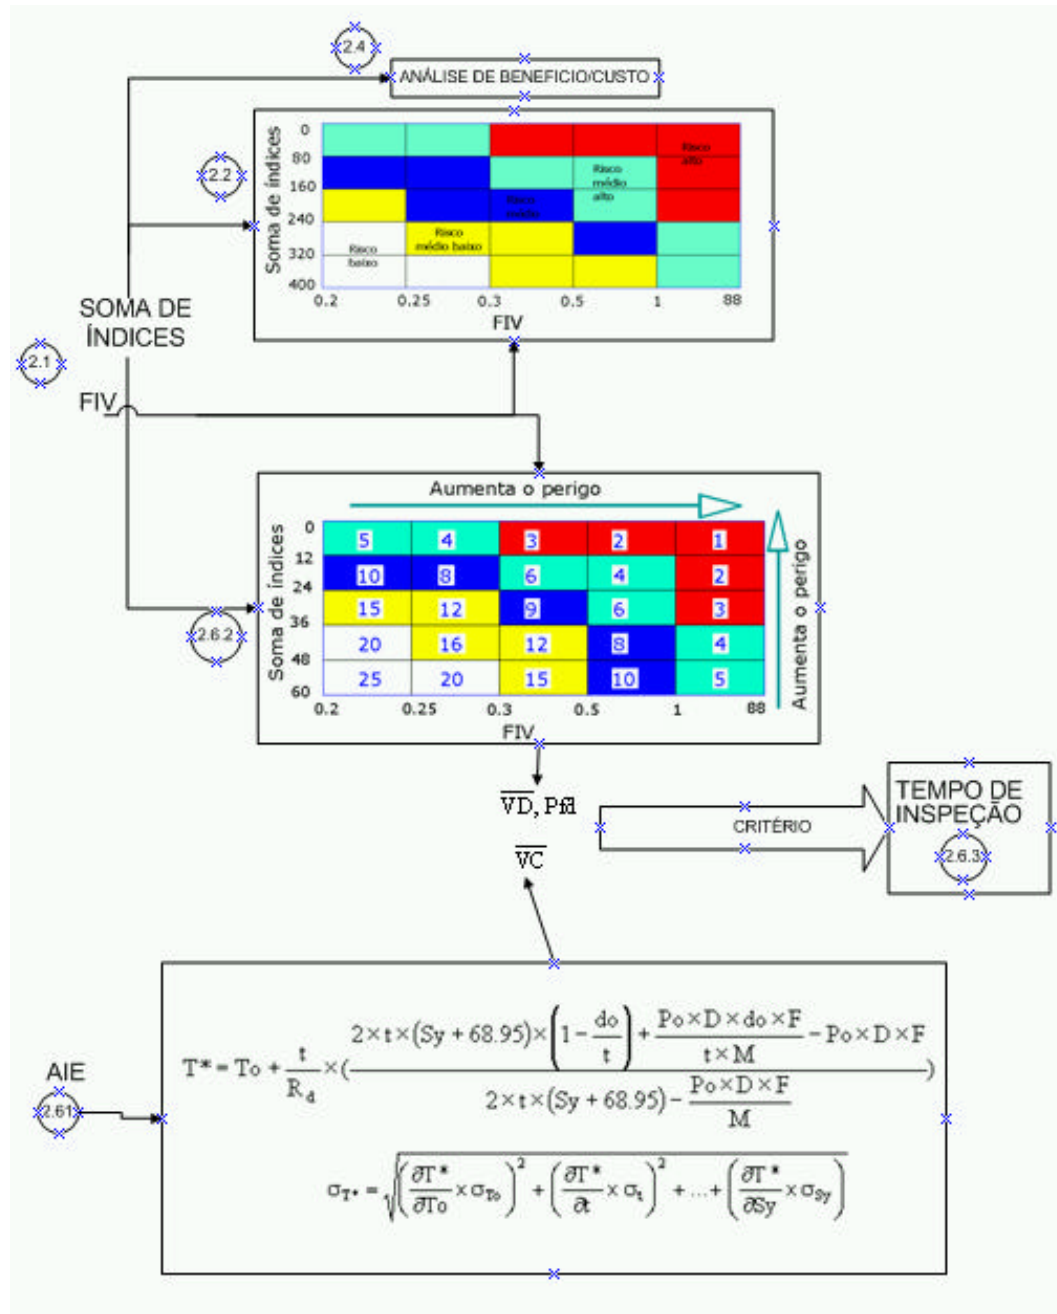 2.4
ANÁLISE DE BENEFICIO/CUSTO
2.2
Soma de índices
0
80
160
240
320
400
Risco alto
Risco médio alto
Risco médio
Risco médio baixo
Risco baixo
0.2 0.25 0.3 0.5 1 88
FIV
SOMA DE
ÍNDICES
2.1
FIV
Aumenta o perigo
Soma de índices
0
12
24
36
48
60
5 4 3 2 1
10 8 6 4 2
15 12 9 6 3
20 16 12 8 4
25 20 15 10 5
0.2 0.25 0.3 0.5 1 88
FIV
Aumenta o perigo
2.6.2
VD, Pfl
VC
CRITÉRIO
TEMPO DE
INSPEÇÃO
2.6.3
AIE
2.61
T* = To + t/R_d × ( (2 × t × (Sy + 68.95) × (1 − do/t) + (Po × D × do × F)/(t × M) − Po × D × F) / (2 × t × (Sy + 68.95) − (Po × D × F)/M) )
σ_T* = √( (∂T*/∂To × σ_To)² + (∂T*/∂t × σ_t)² + ... + (∂T*/∂Sy × σ_Sy) )